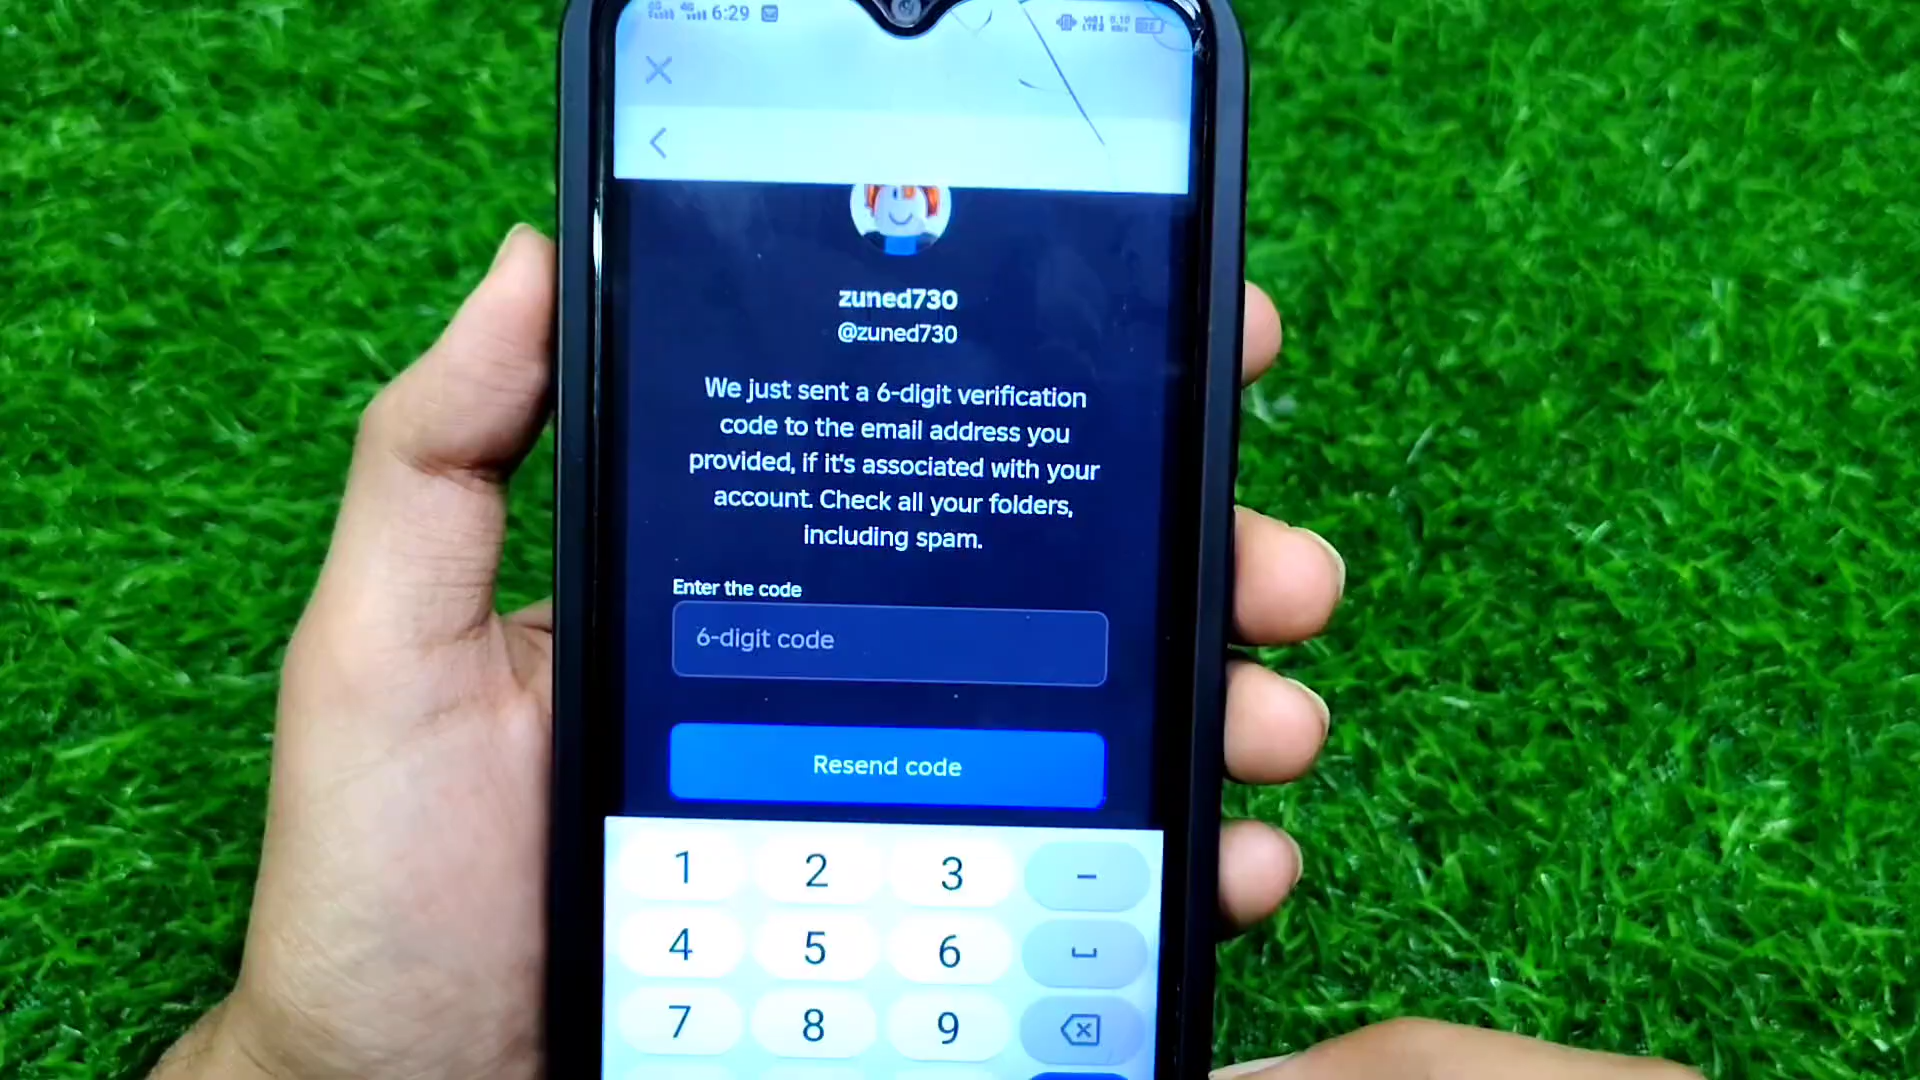 6:29
zuned730
@zuned730
We just sent a 6-digit verification
code to the email address you
provided, if it's associated with your
account. Check all your folders,
including spam.
Enter the code
6-digit code
Resend code
1 2 3 –
4 5 6
7 8 9